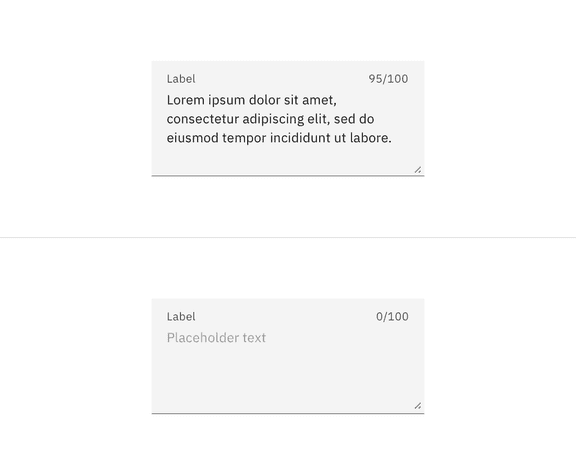 Label 95/100
Lorem ipsum dolor sit amet,
consectetur adipiscing elit, sed do
eiusmod tempor incididunt ut labore.
Label 0/100
Placeholder text